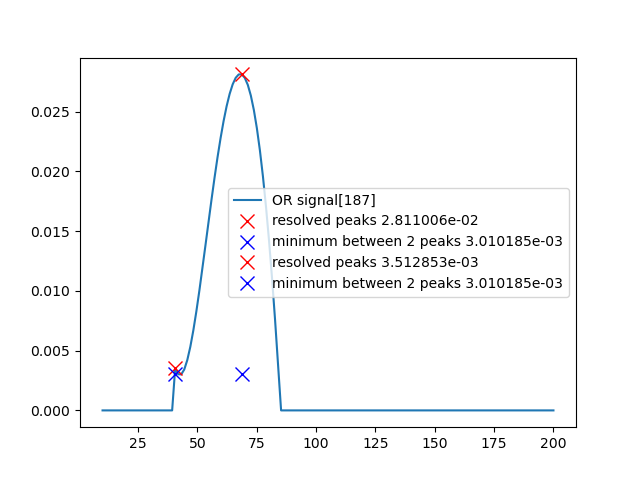 0.025
0.020
0.015
0.010
0.005
0.000
OR signal[187]
resolved peaks 2.811006e-02
minimum between 2 peaks 3.010185e-03
resolved peaks 3.512853e-03
minimum between 2 peaks 3.010185e-03
25 50 75 100 125 150 175 200